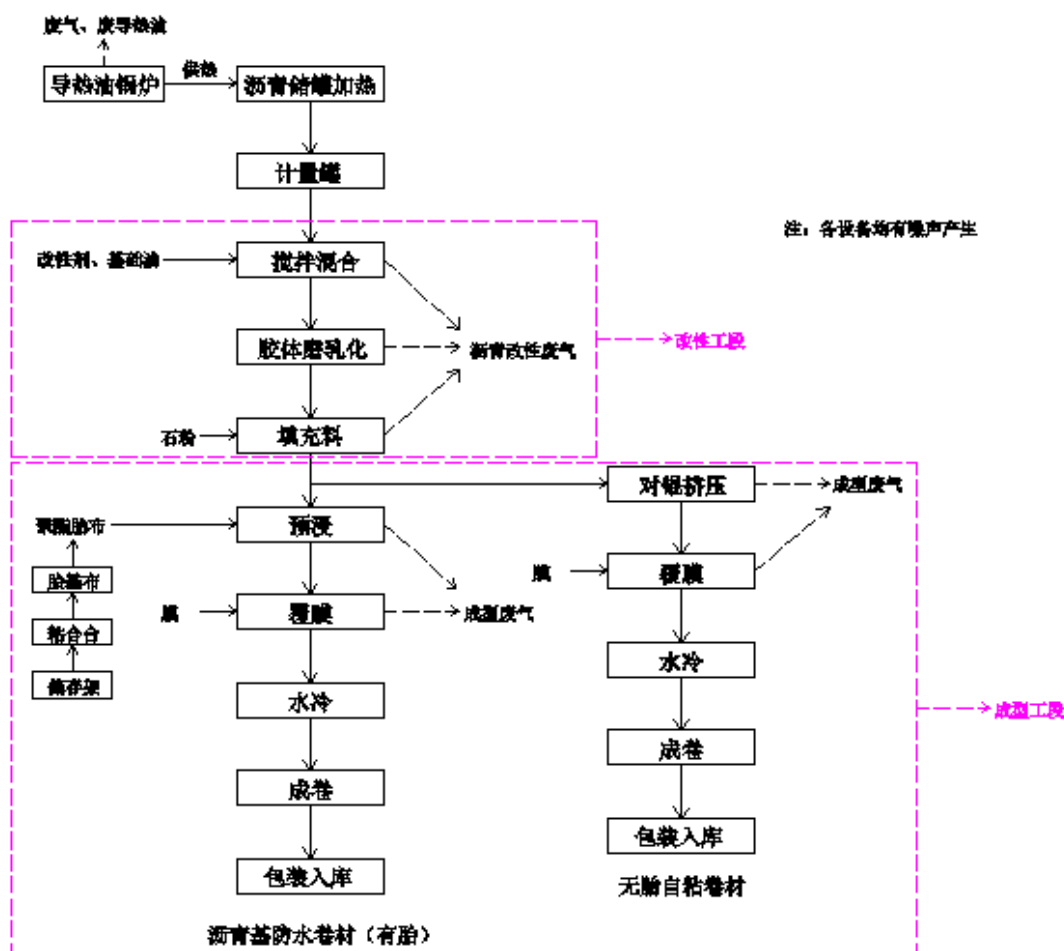 废气、废导热油
导热油锅炉
供热
沥青储罐加热
计量罐
注：各设备均有噪声产生
改性剂、基础油
搅拌混合
胶体磨乳化
沥青改性废气
改性工段
石粉
填充料
对辊挤压
成型废气
聚酯胎布
预浸
胎基布
膜
覆膜
膜
覆膜
成型废气
粘合台
储存架
水冷
水冷
成型工段
成卷
成卷
包装入库
包装入库
无胎自粘卷材
沥青基防水卷材（有胎）